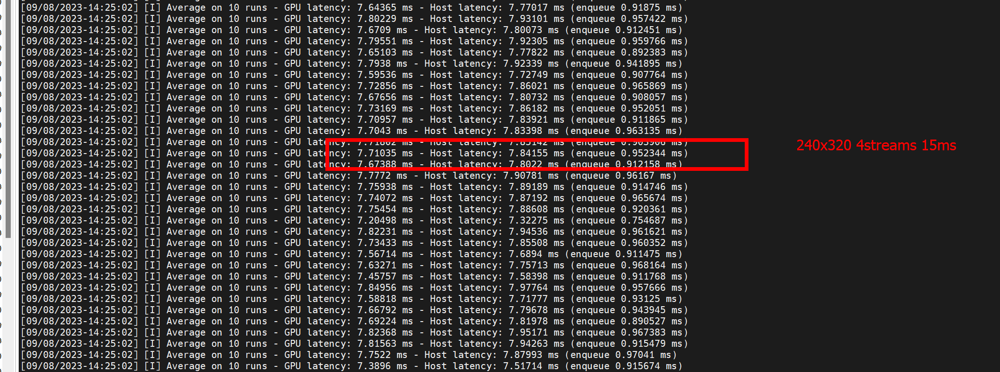 [09/08/2023-14:25:02] [I] Average on 10 runs - GPU latency: 7.64365 ms - Host latency: 7.77017 ms (enqueue 0.91875 ms)
[09/08/2023-14:25:02] [I] Average on 10 runs - GPU latency: 7.80229 ms - Host latency: 7.93101 ms (enqueue 0.957422 ms)
[09/08/2023-14:25:02] [I] Average on 10 runs - GPU latency: 7.6709 ms - Host latency: 7.80073 ms (enqueue 0.912451 ms)
[09/08/2023-14:25:02] [I] Average on 10 runs - GPU latency: 7.79551 ms - Host latency: 7.92305 ms (enqueue 0.959766 ms)
[09/08/2023-14:25:02] [I] Average on 10 runs - GPU latency: 7.65103 ms - Host latency: 7.77822 ms (enqueue 0.892383 ms)
[09/08/2023-14:25:02] [I] Average on 10 runs - GPU latency: 7.7938 ms - Host latency: 7.92339 ms (enqueue 0.941895 ms)
[09/08/2023-14:25:02] [I] Average on 10 runs - GPU latency: 7.59536 ms - Host latency: 7.72749 ms (enqueue 0.907764 ms)
[09/08/2023-14:25:02] [I] Average on 10 runs - GPU latency: 7.72856 ms - Host latency: 7.86021 ms (enqueue 0.965869 ms)
[09/08/2023-14:25:02] [I] Average on 10 runs - GPU latency: 7.67656 ms - Host latency: 7.80732 ms (enqueue 0.908057 ms)
[09/08/2023-14:25:02] [I] Average on 10 runs - GPU latency: 7.73169 ms - Host latency: 7.86182 ms (enqueue 0.952051 ms)
[09/08/2023-14:25:02] [I] Average on 10 runs - GPU latency: 7.70957 ms - Host latency: 7.83921 ms (enqueue 0.911865 ms)
[09/08/2023-14:25:02] [I] Average on 10 runs - GPU latency: 7.7043 ms - Host latency: 7.83398 ms (enqueue 0.963135 ms)
[09/08/2023-14:25:02] [I] Average on 10 runs - GPU latency: 7.71802 ms - Host latency: 7.85142 ms (enqueue 0.903906 ms)
240x320 4streams 15ms
[09/08/2023-14:25:02] [I] Average on 10 runs - GPU latency: 7.71035 ms - Host latency: 7.84155 ms (enqueue 0.952344 ms)
[09/08/2023-14:25:02] [I] Average on 10 runs - GPU latency: 7.67388 ms - Host latency: 7.8022 ms (enqueue 0.912158 ms)
[09/08/2023-14:25:02] [I] Average on 10 runs - GPU latency: 7.7772 ms - Host latency: 7.90781 ms (enqueue 0.96167 ms)
[09/08/2023-14:25:02] [I] Average on 10 runs - GPU latency: 7.75938 ms - Host latency: 7.89189 ms (enqueue 0.914746 ms)
[09/08/2023-14:25:02] [I] Average on 10 runs - GPU latency: 7.74072 ms - Host latency: 7.87192 ms (enqueue 0.965674 ms)
[09/08/2023-14:25:02] [I] Average on 10 runs - GPU latency: 7.75454 ms - Host latency: 7.88608 ms (enqueue 0.920361 ms)
[09/08/2023-14:25:02] [I] Average on 10 runs - GPU latency: 7.20498 ms - Host latency: 7.32275 ms (enqueue 0.754687 ms)
[09/08/2023-14:25:02] [I] Average on 10 runs - GPU latency: 7.82231 ms - Host latency: 7.94536 ms (enqueue 0.961621 ms)
[09/08/2023-14:25:02] [I] Average on 10 runs - GPU latency: 7.73433 ms - Host latency: 7.85508 ms (enqueue 0.960352 ms)
[09/08/2023-14:25:02] [I] Average on 10 runs - GPU latency: 7.56714 ms - Host latency: 7.6894 ms (enqueue 0.911475 ms)
[09/08/2023-14:25:02] [I] Average on 10 runs - GPU latency: 7.63271 ms - Host latency: 7.75713 ms (enqueue 0.968164 ms)
[09/08/2023-14:25:02] [I] Average on 10 runs - GPU latency: 7.45757 ms - Host latency: 7.58398 ms (enqueue 0.911768 ms)
[09/08/2023-14:25:02] [I] Average on 10 runs - GPU latency: 7.84956 ms - Host latency: 7.97764 ms (enqueue 0.957666 ms)
[09/08/2023-14:25:02] [I] Average on 10 runs - GPU latency: 7.58818 ms - Host latency: 7.71777 ms (enqueue 0.93125 ms)
[09/08/2023-14:25:02] [I] Average on 10 runs - GPU latency: 7.66792 ms - Host latency: 7.79678 ms (enqueue 0.943945 ms)
[09/08/2023-14:25:02] [I] Average on 10 runs - GPU latency: 7.69224 ms - Host latency: 7.81978 ms (enqueue 0.890527 ms)
[09/08/2023-14:25:02] [I] Average on 10 runs - GPU latency: 7.82368 ms - Host latency: 7.95171 ms (enqueue 0.967383 ms)
[09/08/2023-14:25:02] [I] Average on 10 runs - GPU latency: 7.81563 ms - Host latency: 7.94263 ms (enqueue 0.915479 ms)
[09/08/2023-14:25:02] [I] Average on 10 runs - GPU latency: 7.7522 ms - Host latency: 7.87993 ms (enqueue 0.97041 ms)
[09/08/2023-14:25:02] [I] Average on 10 runs - GPU latency: 7.3896 ms - Host latency: 7.51714 ms (enqueue 0.915674 ms)